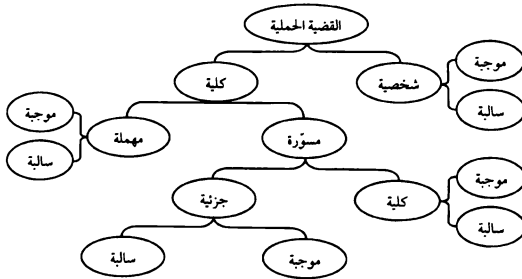 القضية الحملية
شخصية
موجبة
سالبة
كلية
مسوّرة
مهملة
موجبة
سالبة
كلية
موجبة
سالبة
جزئية
موجبة
سالبة